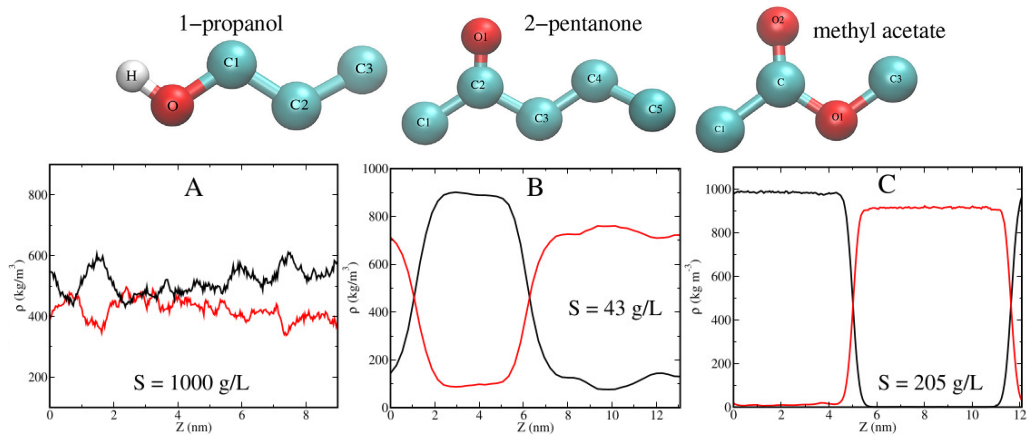 1−propanol
2−pentanone
methyl acetate
H
O
C1
C2
C3
C1
C2
O1
C3
C4
C5
C1
C
O2
O1
C3
A
ρ (kg/m³)
800
600
400
200
0
2
4
6
8
Z (nm)
S = 1000 g/L
B
ρ (kg/m³)
1000
800
600
400
200
0
0
2
4
6
8
10
12
Z (nm)
S = 43 g/L
C
ρ (kg m⁻³)
1000
800
600
400
200
0
0
2
4
6
8
10
12
Z (nm)
S = 205 g/L